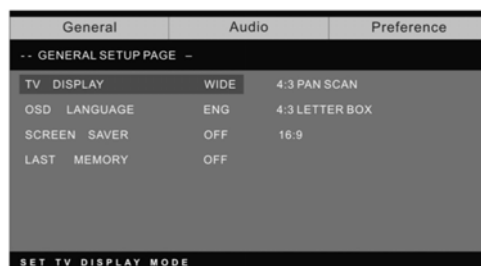 General Audio Preference
-- GENERAL SETUP PAGE –
TV DISPLAY WIDE 4:3 PAN SCAN
OSD LANGUAGE ENG 4:3 LETTER BOX
SCREEN SAVER OFF 16:9
LAST MEMORY OFF
SET TV DISPLAY MODE